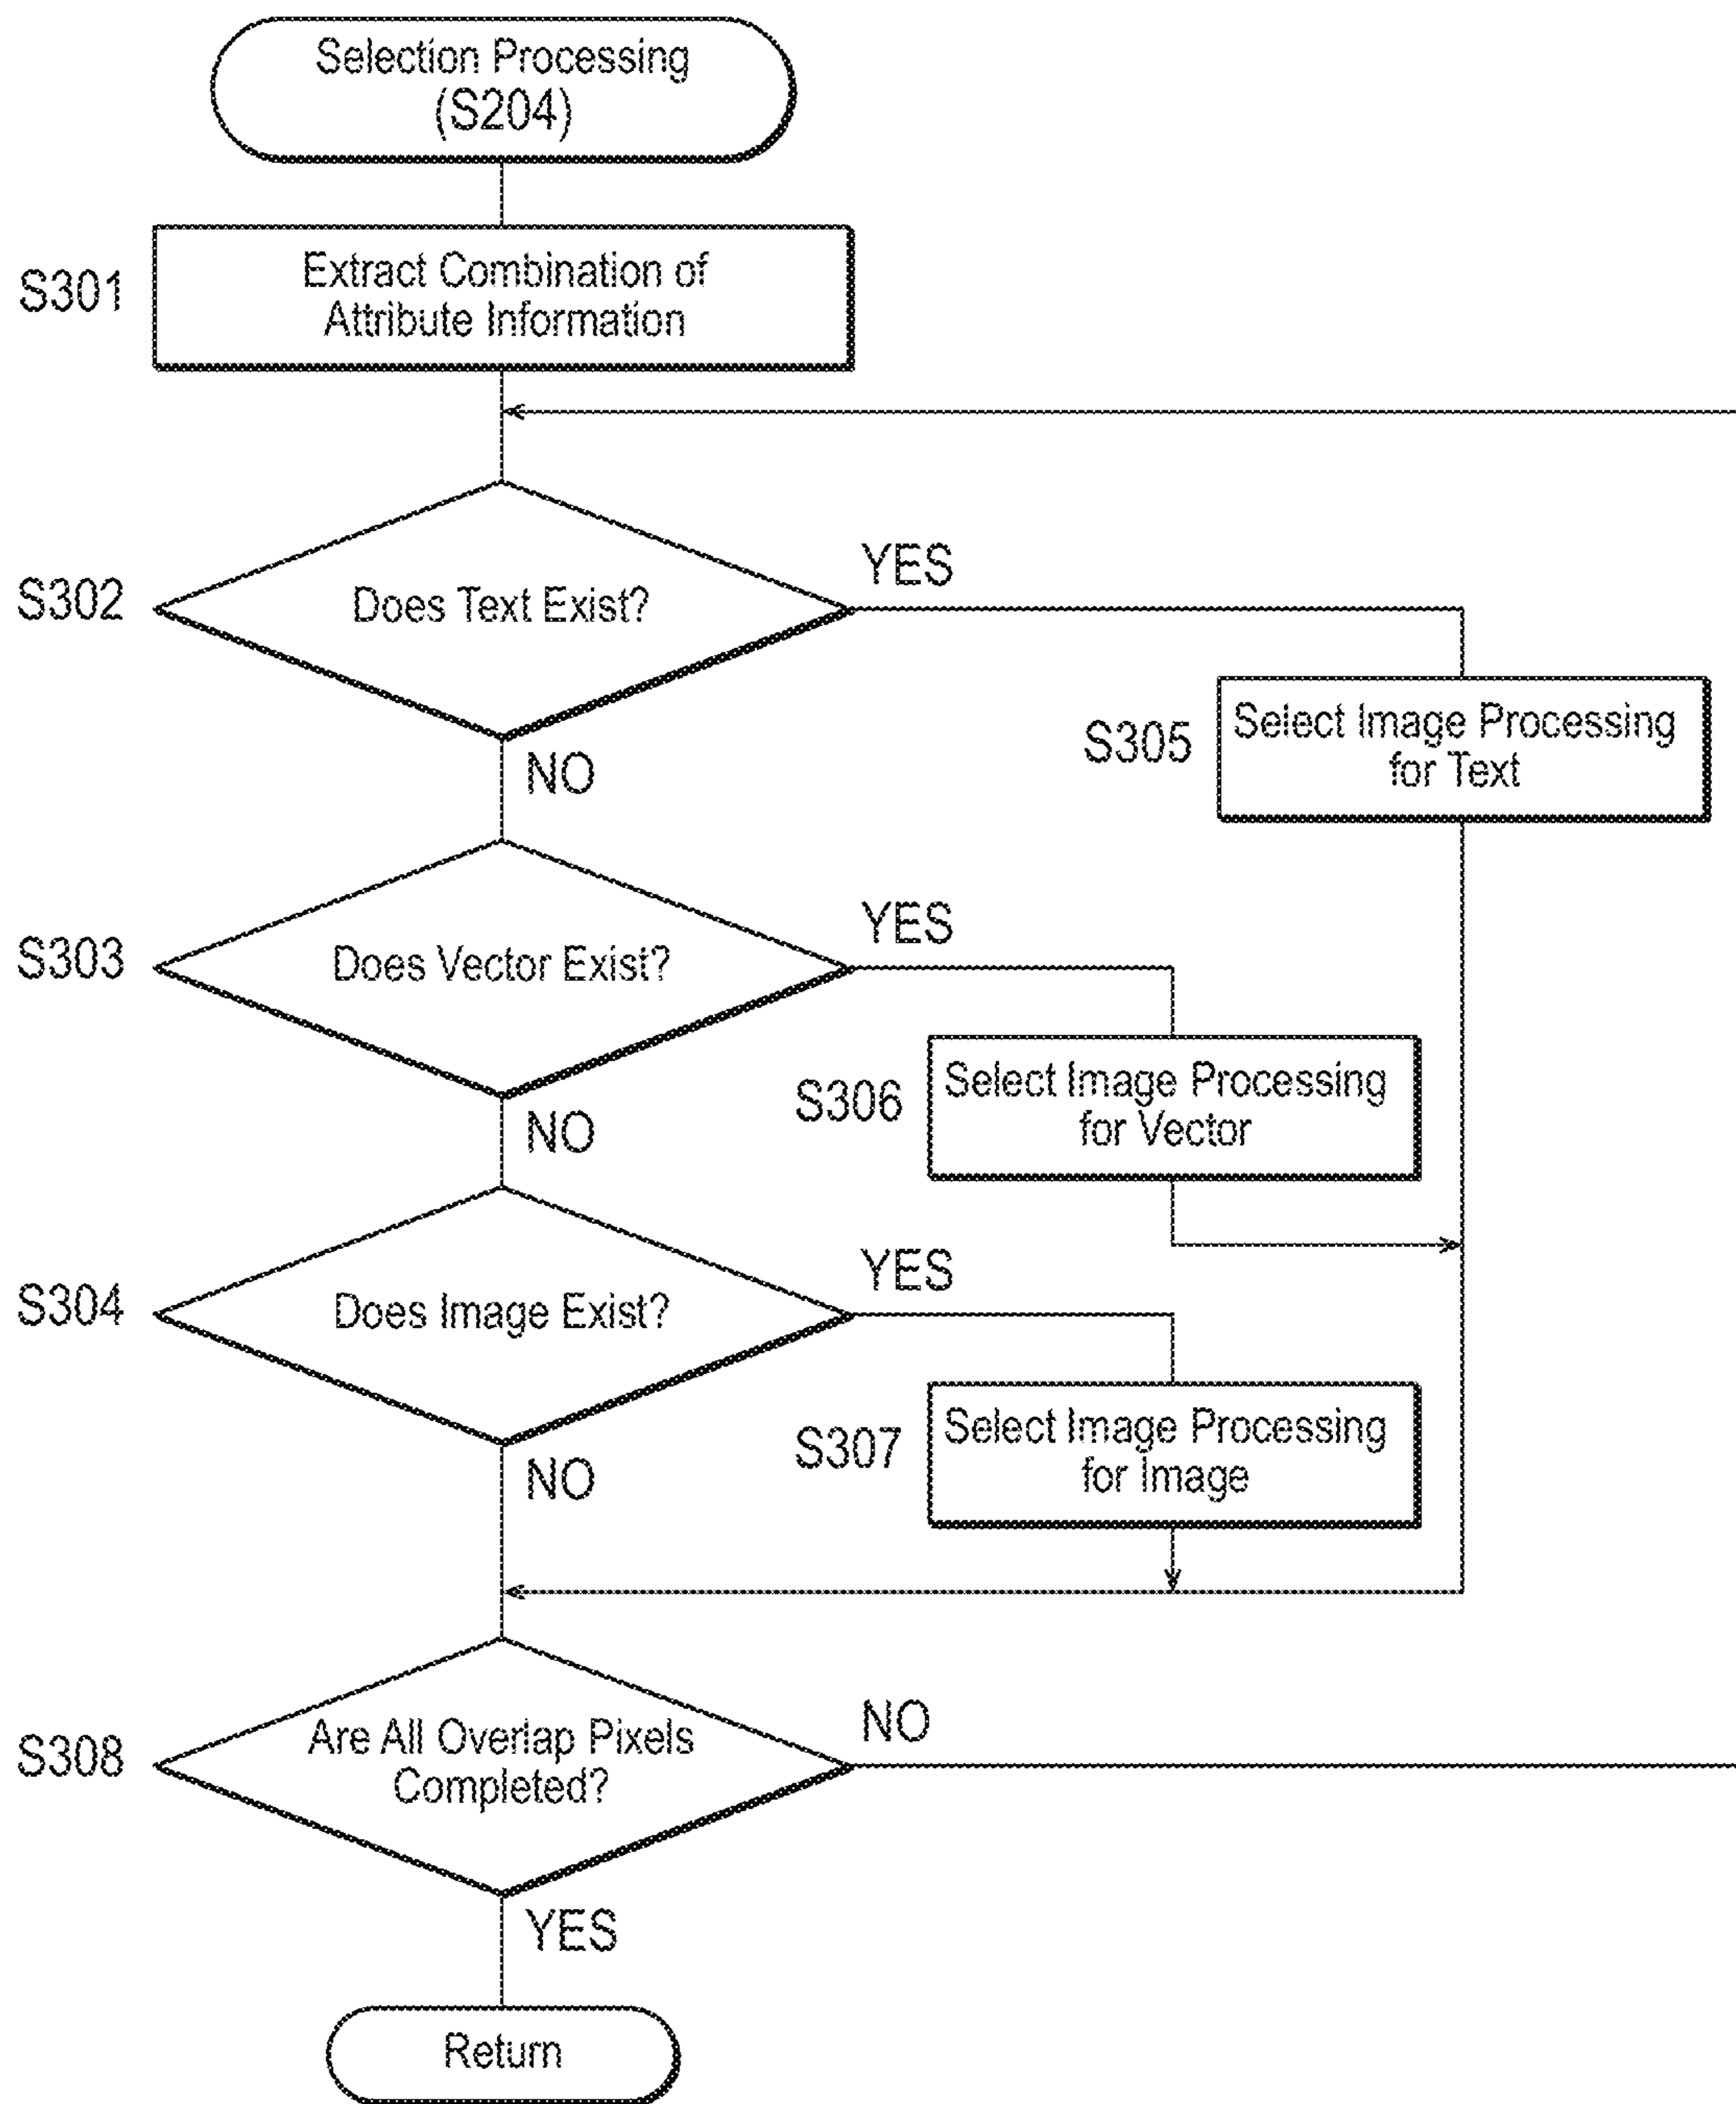 Selection Processing
(S204)
S301
Extract Combination of
Attribute Information
S302
Does Text Exist?
YES
NO
S305
Select Image Processing
for Text
S303
Does Vector Exist?
YES
NO
S306
Select Image Processing
for Vector
S304
Does Image Exist?
YES
NO
S307
Select Image Processing
for Image
S308
Are All Overlap Pixels
Completed?
NO
YES
Return